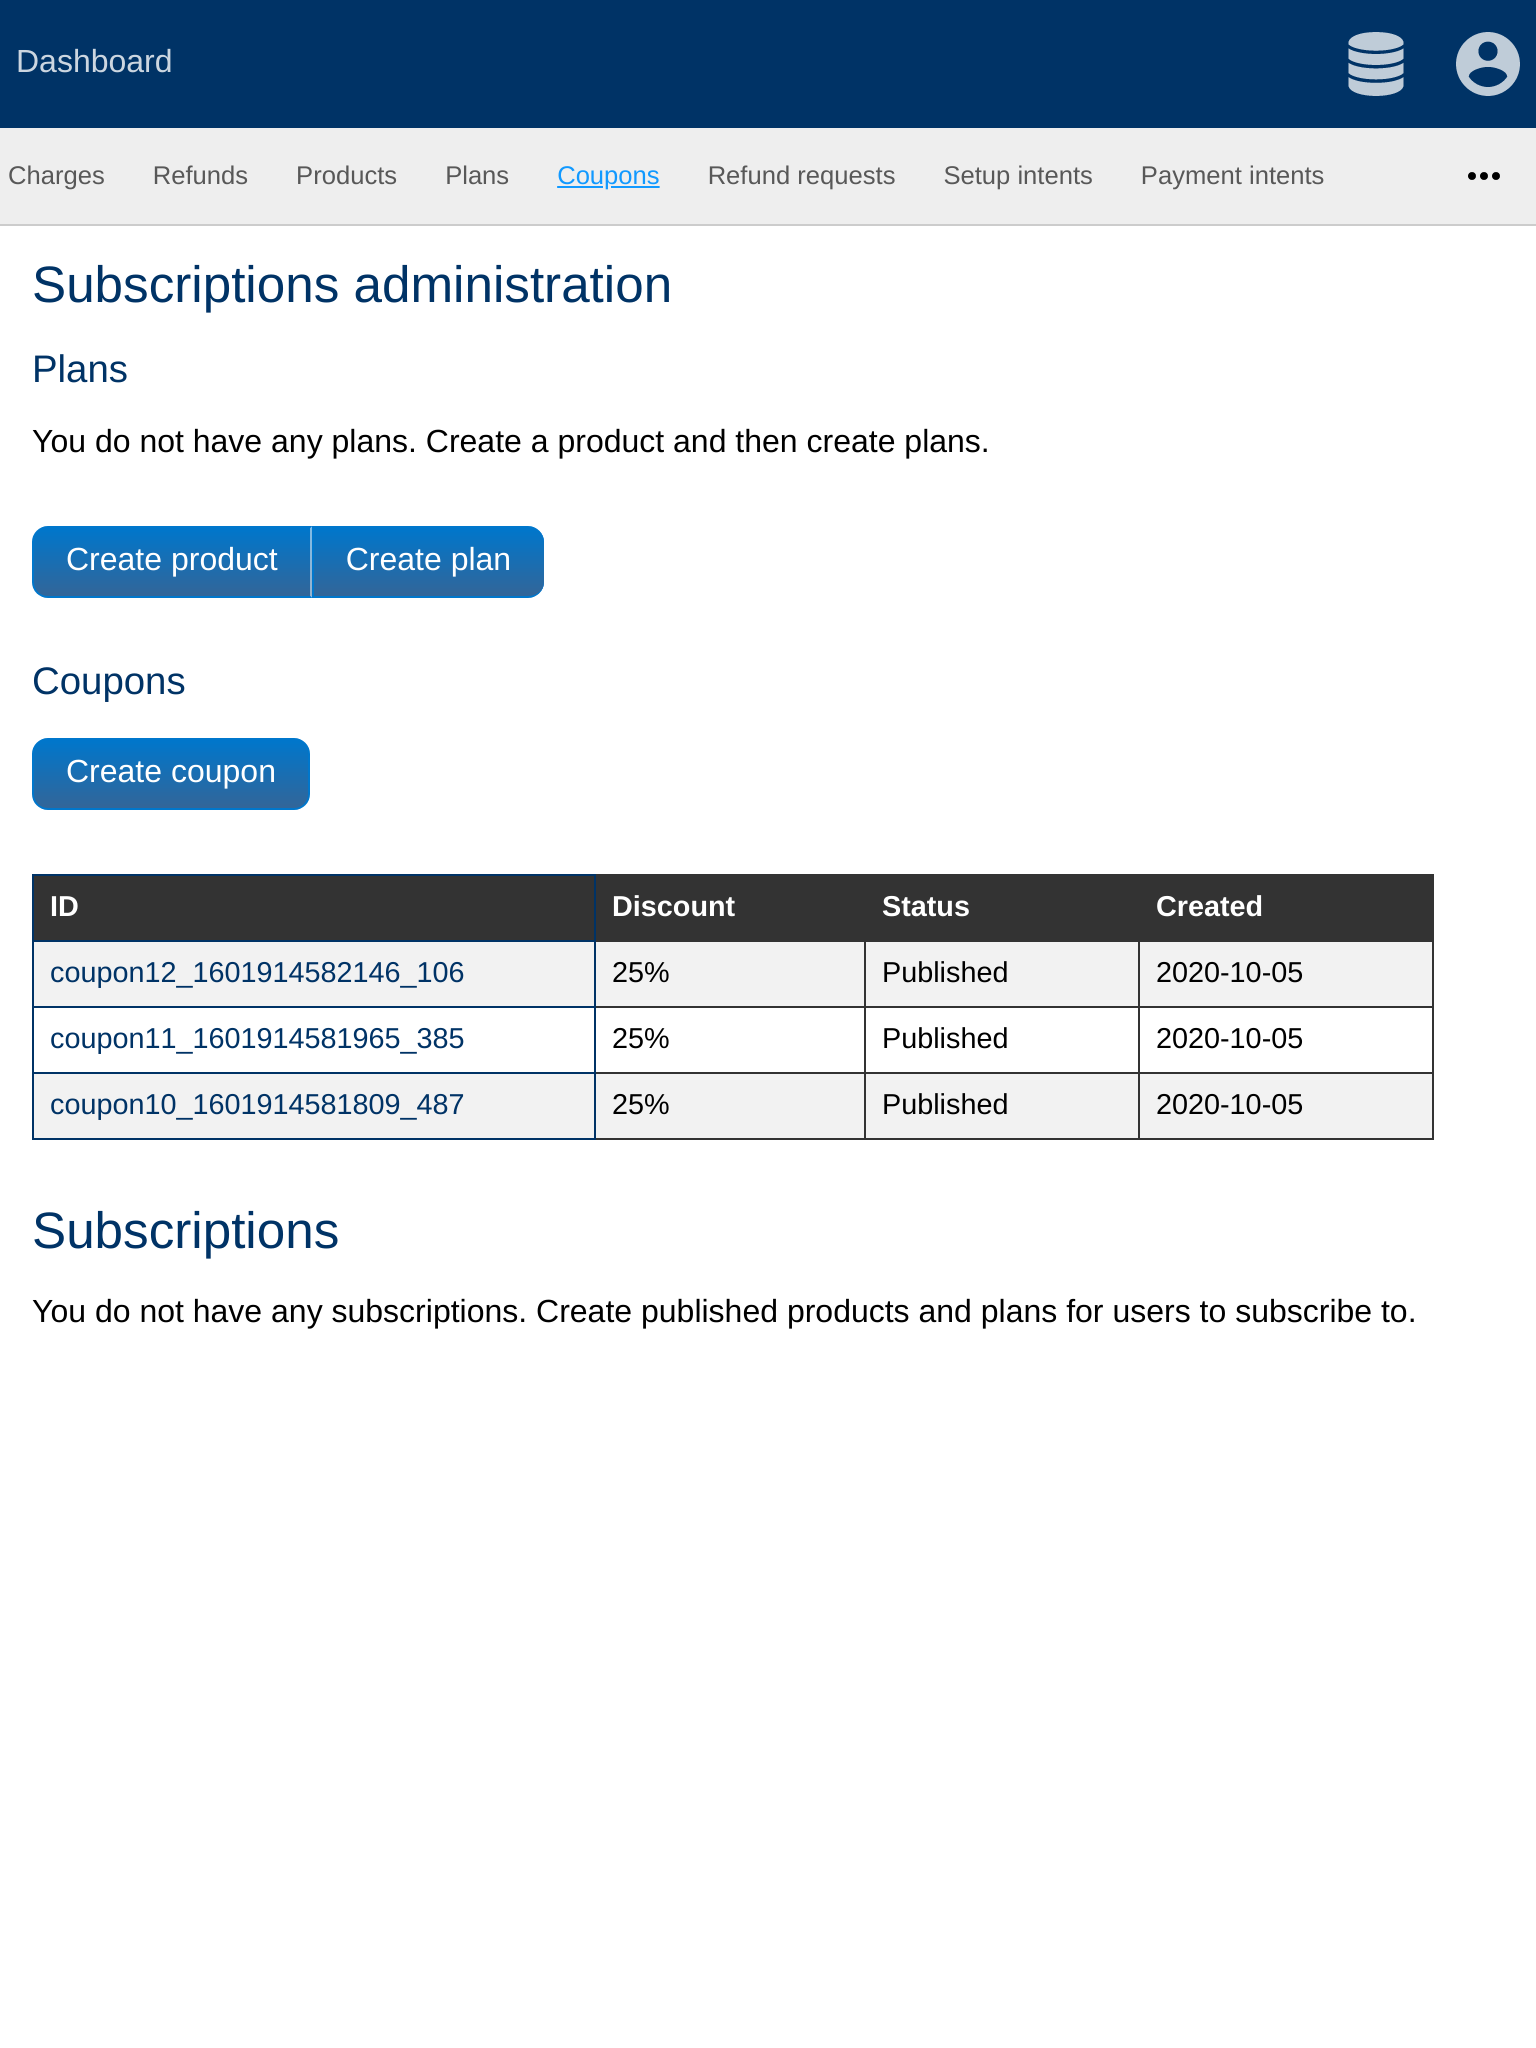 Dashboard
Charges Refunds Products Plans Coupons Refund requests Setup intents Payment intents
Subscriptions administration
Plans
You do not have any plans. Create a product and then create plans.
Create product Create plan
Coupons
Create coupon
ID Discount Status Created
coupon12_1601914582146_106 25% Published 2020-10-05
coupon11_1601914581965_385 25% Published 2020-10-05
coupon10_1601914581809_487 25% Published 2020-10-05
Subscriptions
You do not have any subscriptions. Create published products and plans for users to subscribe to.